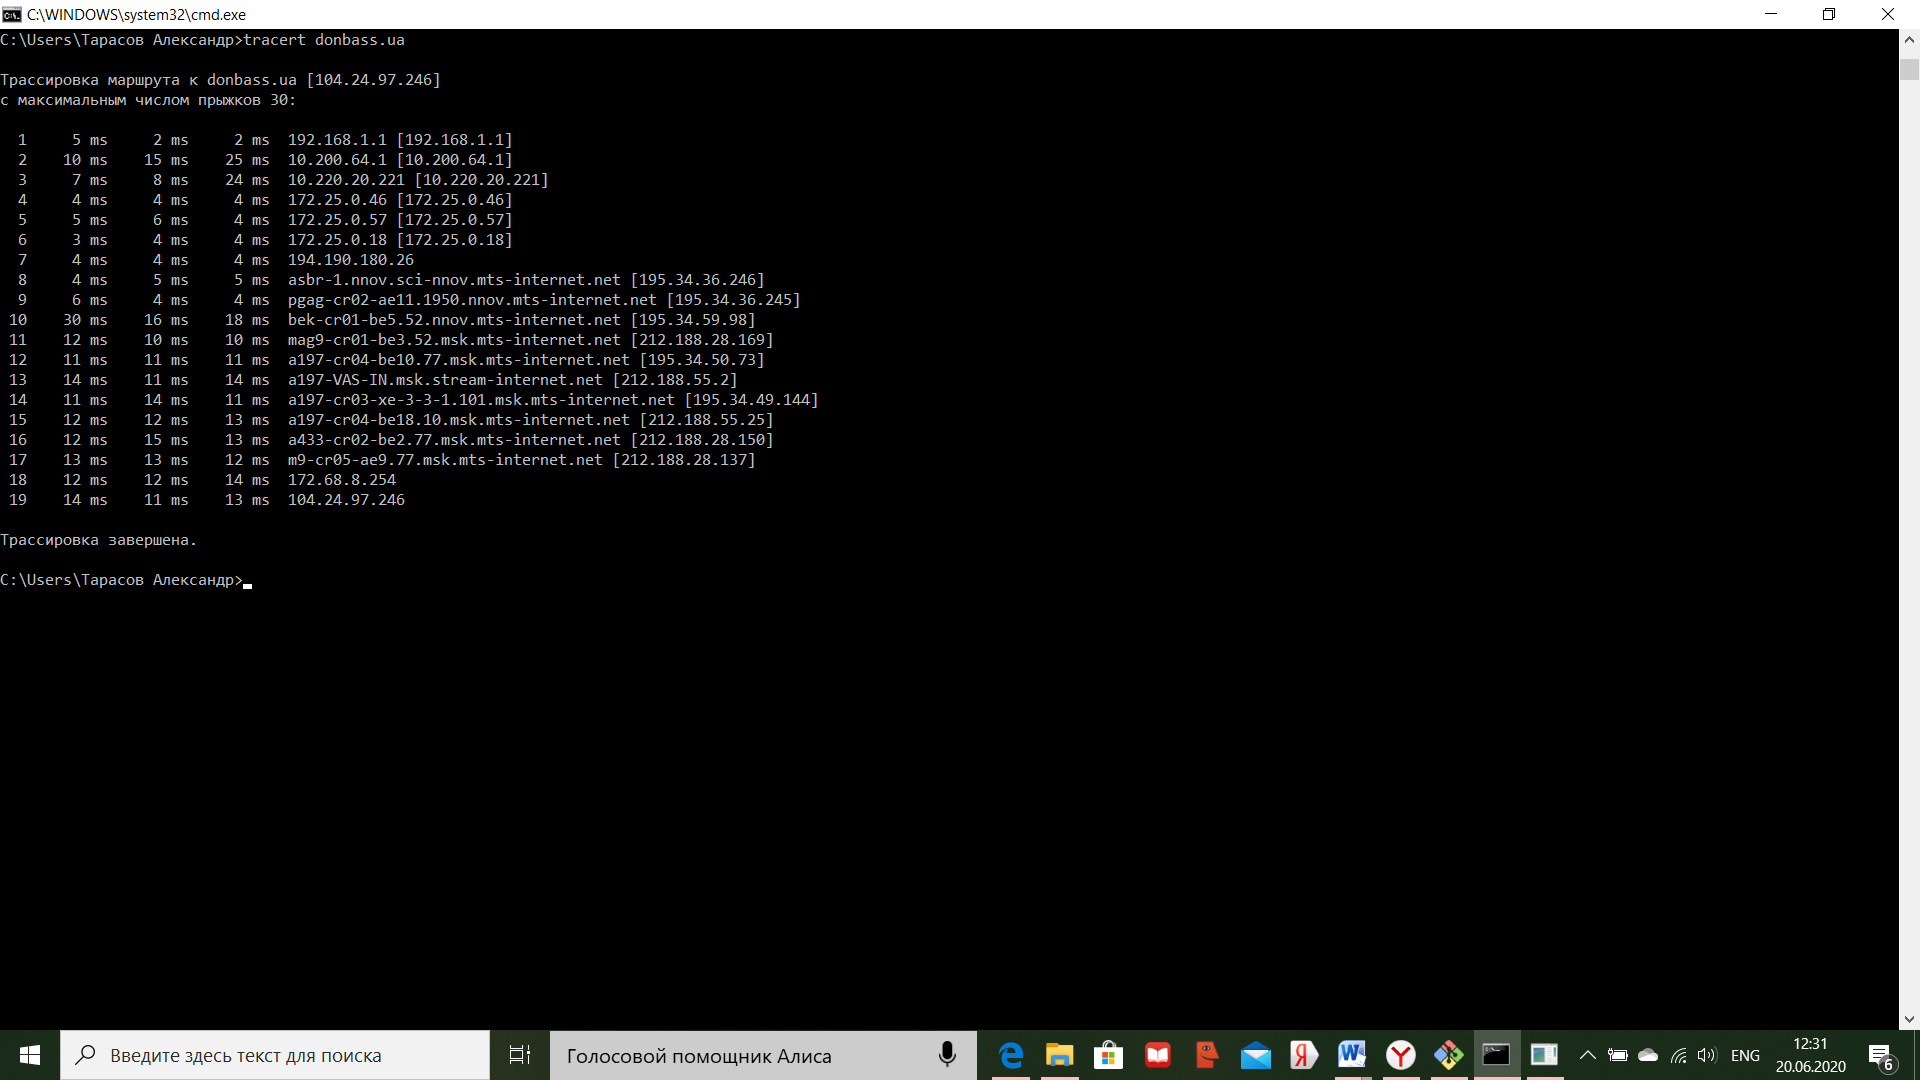 C:\WINDOWS\system32\cmd.exe
C:\Users\Тарасов Александр>tracert donbass.ua
Трассировка маршрута к donbass.ua [104.24.97.246]
с максимальным числом прыжков 30:
1 5 ms 2 ms 2 ms 192.168.1.1 [192.168.1.1]
2 10 ms 15 ms 25 ms 10.200.64.1 [10.200.64.1]
3 7 ms 8 ms 24 ms 10.220.20.221 [10.220.20.221]
4 4 ms 4 ms 4 ms 172.25.0.46 [172.25.0.46]
5 5 ms 6 ms 4 ms 172.25.0.57 [172.25.0.57]
6 3 ms 4 ms 4 ms 172.25.0.18 [172.25.0.18]
7 4 ms 4 ms 4 ms 194.190.180.26
8 4 ms 5 ms 5 ms asbr-1.nnov.sci-nnov.mts-internet.net [195.34.36.246]
9 6 ms 4 ms 4 ms pgag-cr02-ae11.1950.nnov.mts-internet.net [195.34.36.245]
10 30 ms 16 ms 18 ms bek-cr01-be5.52.nnov.mts-internet.net [195.34.59.98]
11 12 ms 10 ms 10 ms mag9-cr01-be3.52.msk.mts-internet.net [212.188.28.169]
12 11 ms 11 ms 11 ms a197-cr04-be10.77.msk.mts-internet.net [195.34.50.73]
13 14 ms 11 ms 14 ms a197-VAS-IN.msk.stream-internet.net [212.188.55.2]
14 11 ms 14 ms 11 ms a197-cr03-xe-3-3-1.101.msk.mts-internet.net [195.34.49.144]
15 12 ms 12 ms 13 ms a197-cr04-be18.10.msk.mts-internet.net [212.188.55.25]
16 12 ms 15 ms 13 ms a433-cr02-be2.77.msk.mts-internet.net [212.188.28.150]
17 13 ms 13 ms 12 ms m9-cr05-ae9.77.msk.mts-internet.net [212.188.28.137]
18 12 ms 12 ms 14 ms 172.68.8.254
19 14 ms 11 ms 13 ms 104.24.97.246
Трассировка завершена.
C:\Users\Тарасов Александр>
Введите здесь текст для поиска
Голосовой помощник Алиса
ENG
12:31
20.06.2020
6